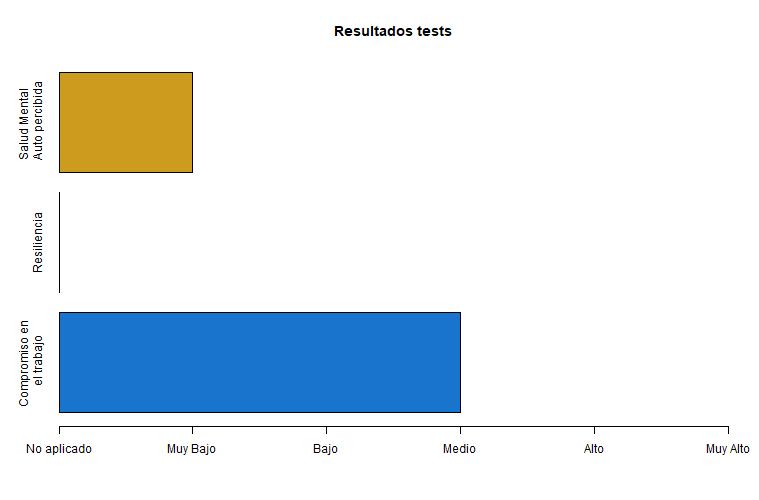 Resultados tests
Salud Mental
Auto percibida
Resiliencia
Compromiso en
el trabajo
No aplicado
Muy Bajo
Bajo
Medio
Alto
Muy Alto